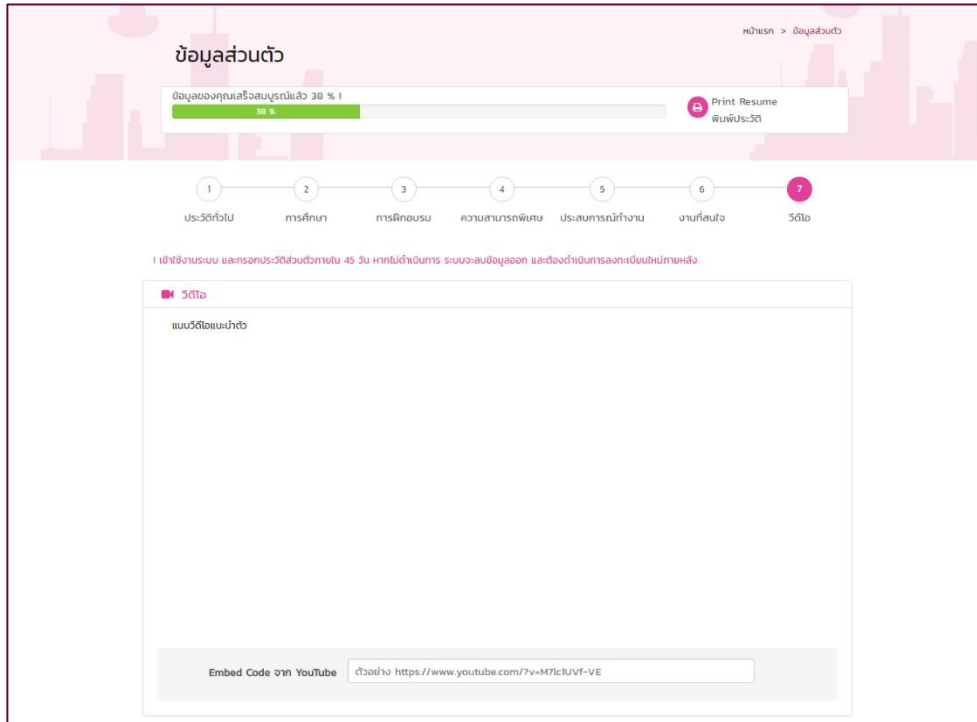 หน้าแรก > ข้อมูลส่วนตัว
ข้อมูลส่วนตัว
ข้อมูลของคุณเสร็จสมบูรณ์แล้ว 38 % !
38 %
Print Resume
พิมพ์ประวัติ
1 2 3 4 5 6 7
ประวัติทั่วไป การศึกษา การฝึกอบรม ความสามารถพิเศษ ประสบการณ์ทำงาน งานที่สนใจ วีดีโอ
! เข้าใช้งานระบบ และกรอกประวัติส่วนตัวภายใน 45 วัน หากไม่ดำเนินการ ระบบจะลบข้อมูลออก และต้องดำเนินการลงทะเบียนใหม่ภายหลัง
วีดีโอ
แนบวีดีโอแนะนำตัว
Embed Code จาก YouTube ตัวอย่าง https://www.youtube.com/?v=M7lc1UVf-VE